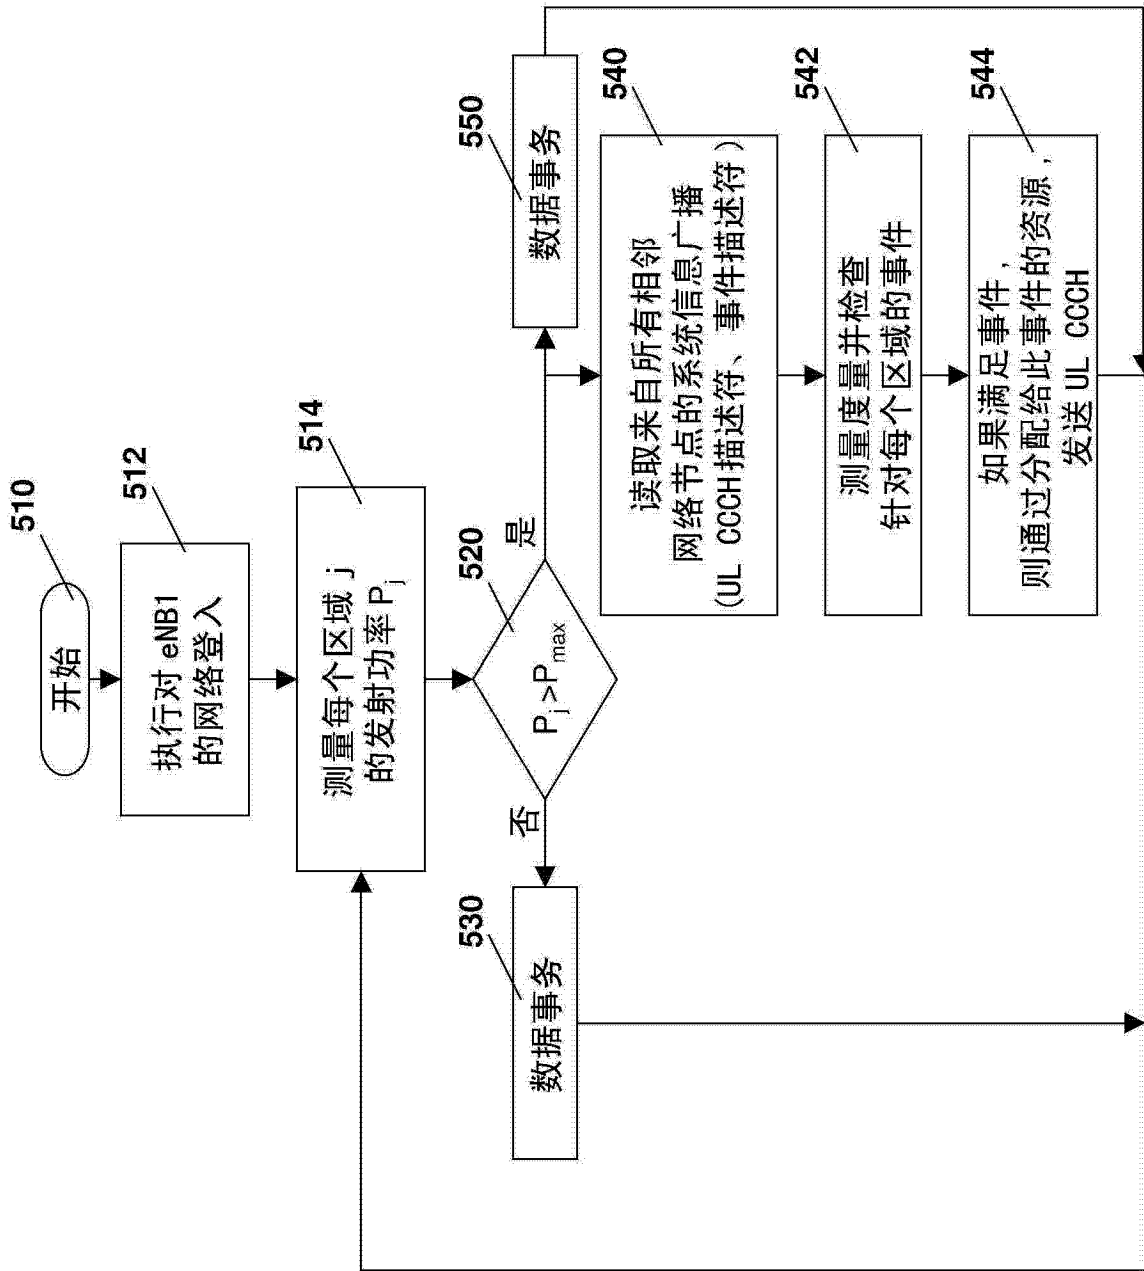 510
开始
512
执行对 eNB1
的网络登入
514
测量每个区域 j
的发射功率 Pj
520
Pj>Pmax
否
是
530
数据事务
550
数据事务
540
读取来自所有相邻
网络节点的系统信息广播
(UL CCCH描述符、事件描述符)
542
测量度量并检查
针对每个区域的事件
544
如果满足事件,
则通过分配给此事件的资源,
发送 UL CCCH